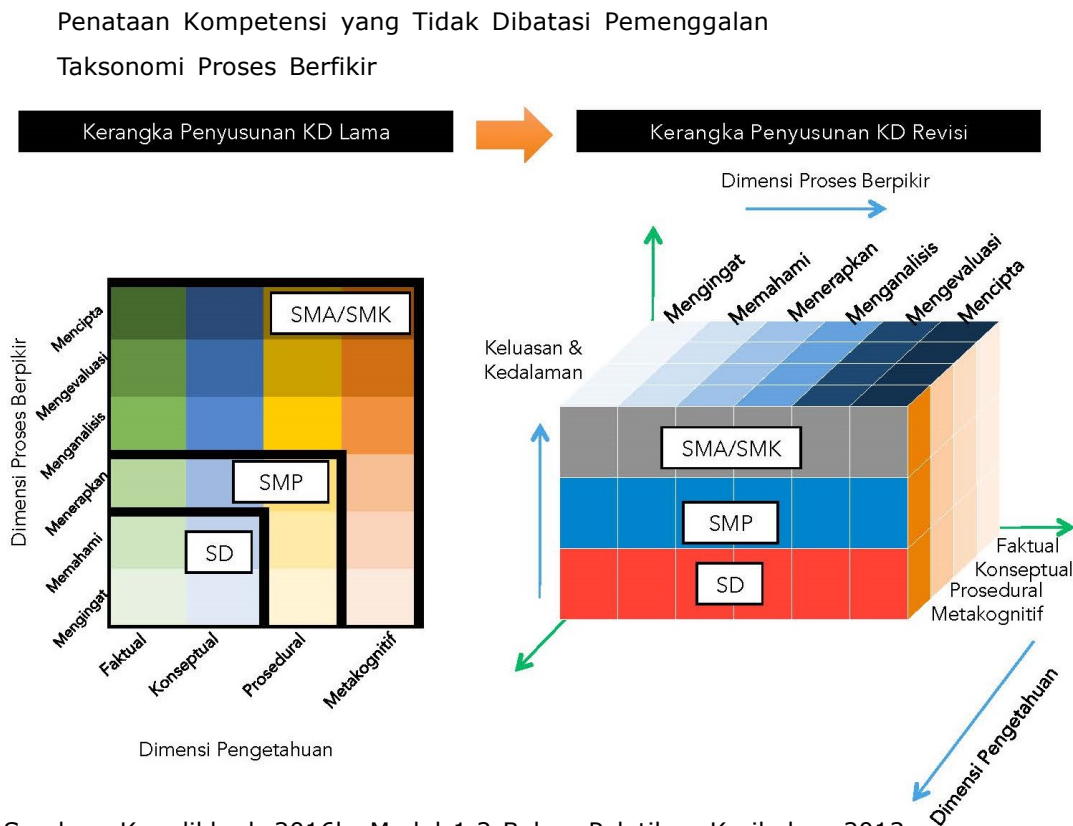 Penataan Kompetensi yang Tidak Dibatasi Pemenggalan
Taksonomi Proses Berfikir
Kerangka Penyusunan KD Lama
Kerangka Penyusunan KD Revisi
Dimensi Proses Berpikir
Mencipta
Mengevaluasi
Menganalisis
Menerapkan
Memahami
Mengingat
SMA/SMK
SMP
SD
Faktual
Konseptual
Prosedural
Metakognitif
Dimensi Pengetahuan
Dimensi Proses Berpikir
Mengingat
Memahami
Menerapkan
Menganalisis
Mengevaluasi
Mencipta
Keluasan &
Kedalaman
SMA/SMK
SMP
SD
Faktual
Konseptual
Prosedural
Metakognitif
Dimensi Pengetahuan